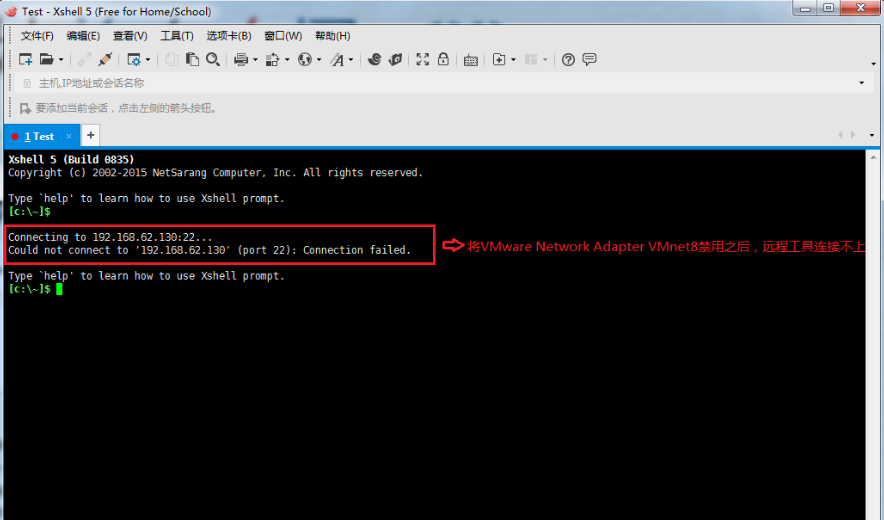 Test - Xshell 5 (Free for Home/School)
文件(F) 编辑(E) 查看(V) 工具(T) 选项卡(B) 窗口(W) 帮助(H)
主机,IP地址或会话名称
要添加当前会话，点击左侧的箭头按钮。
1 Test
Xshell 5 (Build 0835)
Copyright (c) 2002-2015 NetSarang Computer, Inc. All rights reserved.
Type `help' to learn how to use Xshell prompt.
[c:\~]$
Connecting to 192.168.62.130:22...
Could not connect to '192.168.62.130' (port 22): Connection failed.
将VMware Network Adapter VMnet8禁用之后，远程工具连接不上
Type `help' to learn how to use Xshell prompt.
[c:\~]$